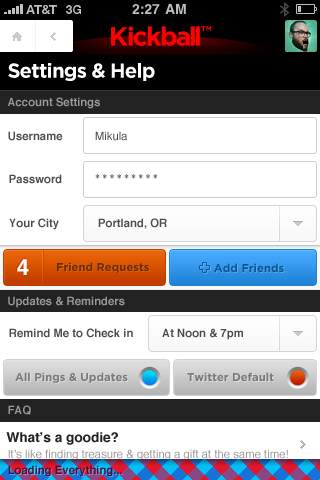 AT&T 3G 2:27 AM
Kickball™
Settings & Help
Account Settings
Username Mikula
Password *********
Your City Portland, OR
4 Friend Requests Add Friends
Updates & Reminders
Remind Me to Check in At Noon & 7pm
All Pings & Updates Twitter Default
FAQ
What's a goodie?
It's like finding treasure & getting a gift at the same time!
Loading Everything...